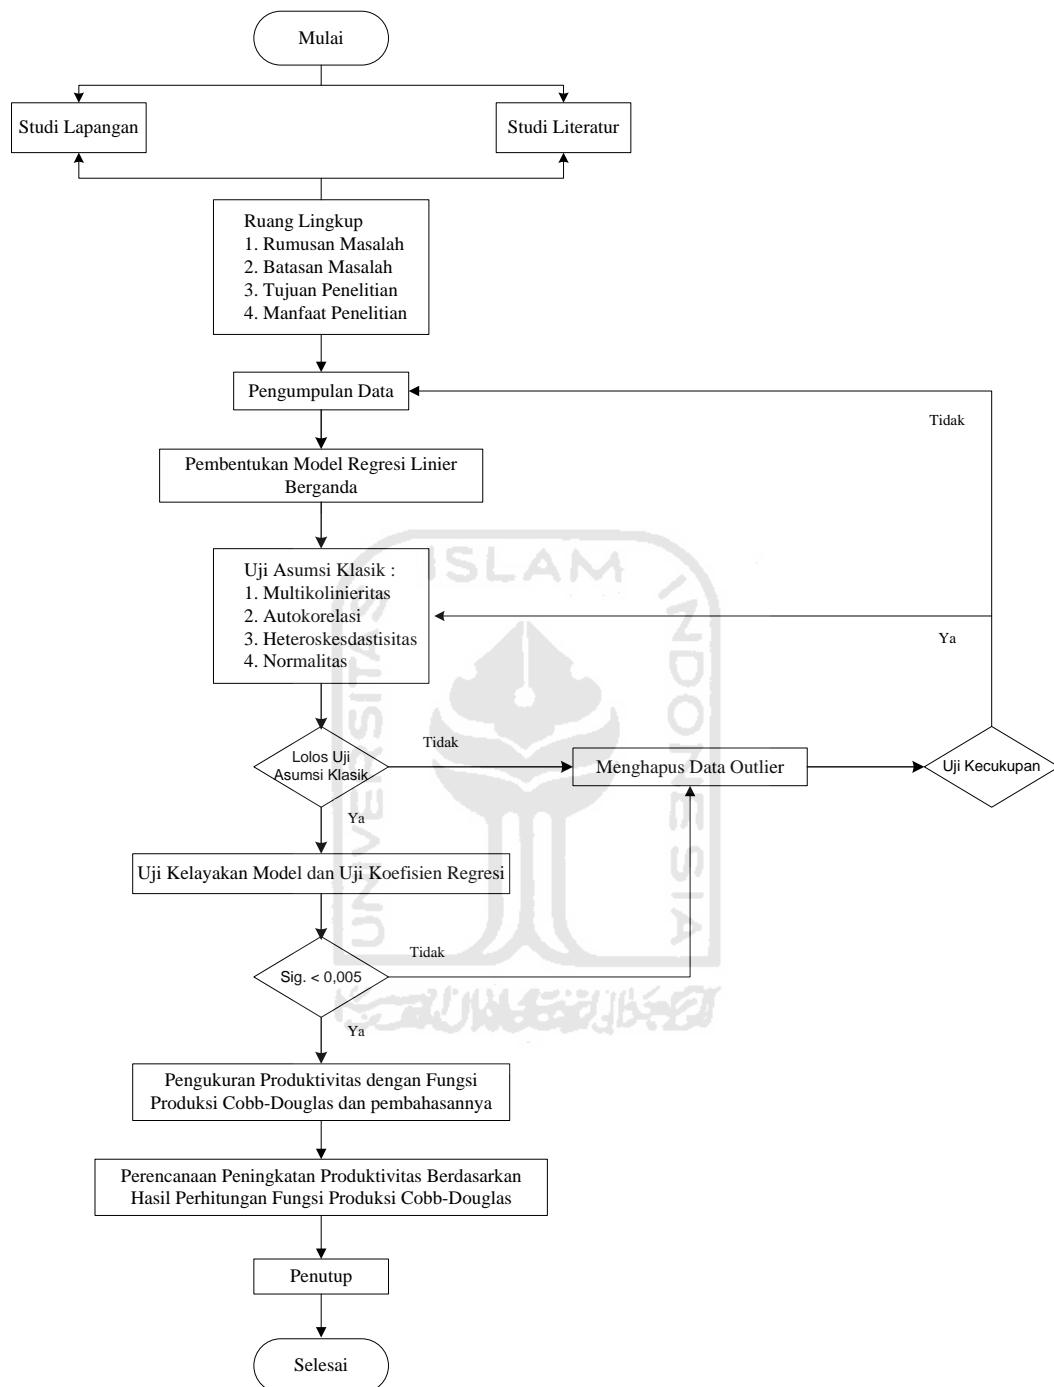 Mulai
Studi Lapangan
Studi Literatur
Ruang Lingkup
1. Rumusan Masalah
2. Batasan Masalah
3. Tujuan Penelitian
4. Manfaat Penelitian
Pengumpulan Data
Tidak
Pembentukan Model Regresi Linier
Berganda
Uji Asumsi Klasik :
1. Multikolinieritas
2. Autokorelasi
3. Heteroskesdastisitas
4. Normalitas
Ya
Lolos Uji
Asumsi Klasik
Tidak
Menghapus Data Outlier
Uji Kecukupan
Ya
Uji Kelayakan Model dan Uji Koefisien Regresi
Sig. < 0,005
Tidak
Ya
Pengukuran Produktivitas dengan Fungsi
Produksi Cobb-Douglas dan pembahasannya
Perencanaan Peningkatan Produktivitas Berdasarkan
Hasil Perhitungan Fungsi Produksi Cobb-Douglas
Penutup
Selesai
UNIVERSITAS
ISLAM
INDONESIA